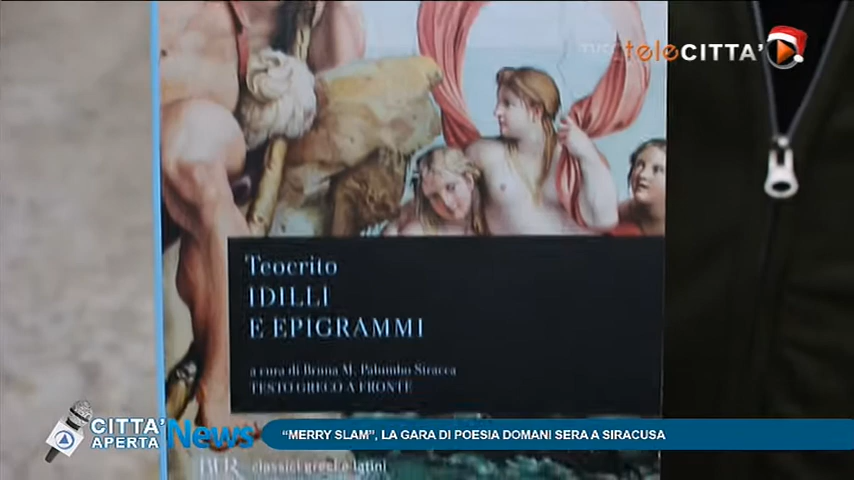 teleCITTA'
Teocrito
IDILLI
E EPIGRAMMI
a cura di Bruna M. Palumbo Stracca
TESTO GRECO A FRONTE
CITTA'
APERTA News
"MERRY SLAM", LA GARA DI POESIA DOMANI SERA A SIRACUSA
BUR classici greci e latini